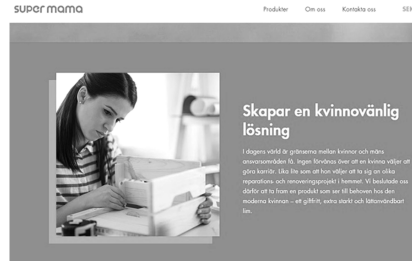 super mama
Produkter Om oss Kontakta oss SEK
Skapar en kvinnovänlig
lösning
I dagens värld är gränserna mellan kvinnor och mäns
ansvarsområden få. Ingen förvånas över att en kvinna väljer att
göra karriär. Lika lite som att hon väljer att ta sig an olika
reparations- och renoveringsprojekt i hemmet. Vi beslutade oss
därför att ta fram en produkt som ser till behoven hos den
moderna kvinnan – ett giftfritt, extra starkt och lättanvändbart
lim.